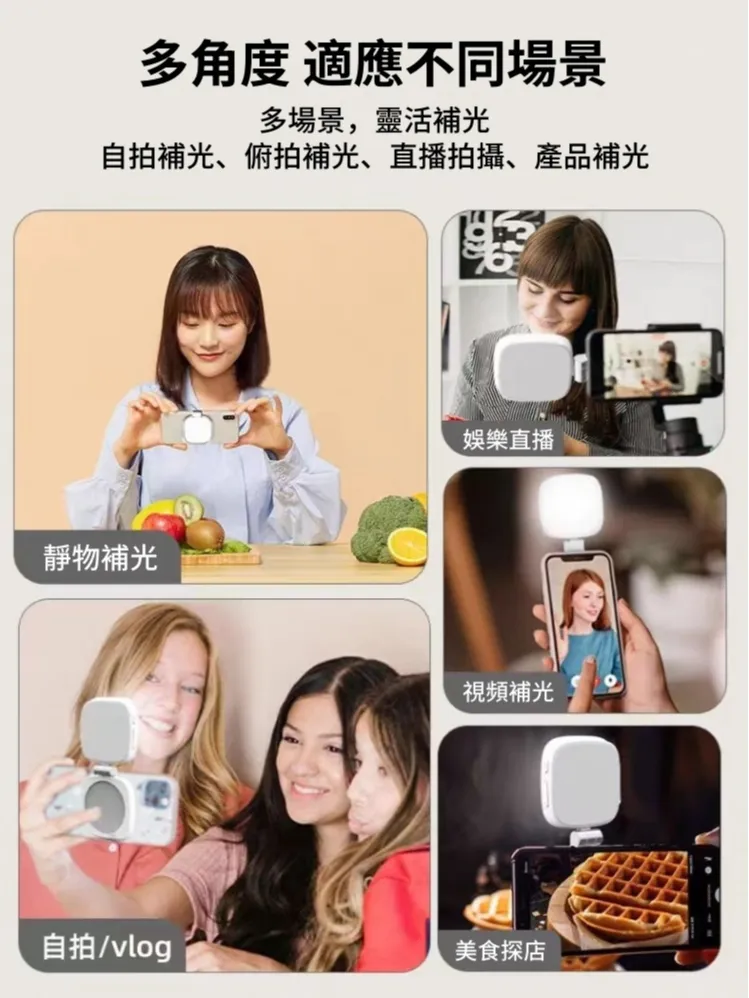 多角度 適應不同場景
多場景，靈活補光
自拍補光、俯拍補光、直播拍攝、產品補光
靜物補光
娛樂直播
視頻補光
自拍/vlog
美食探店